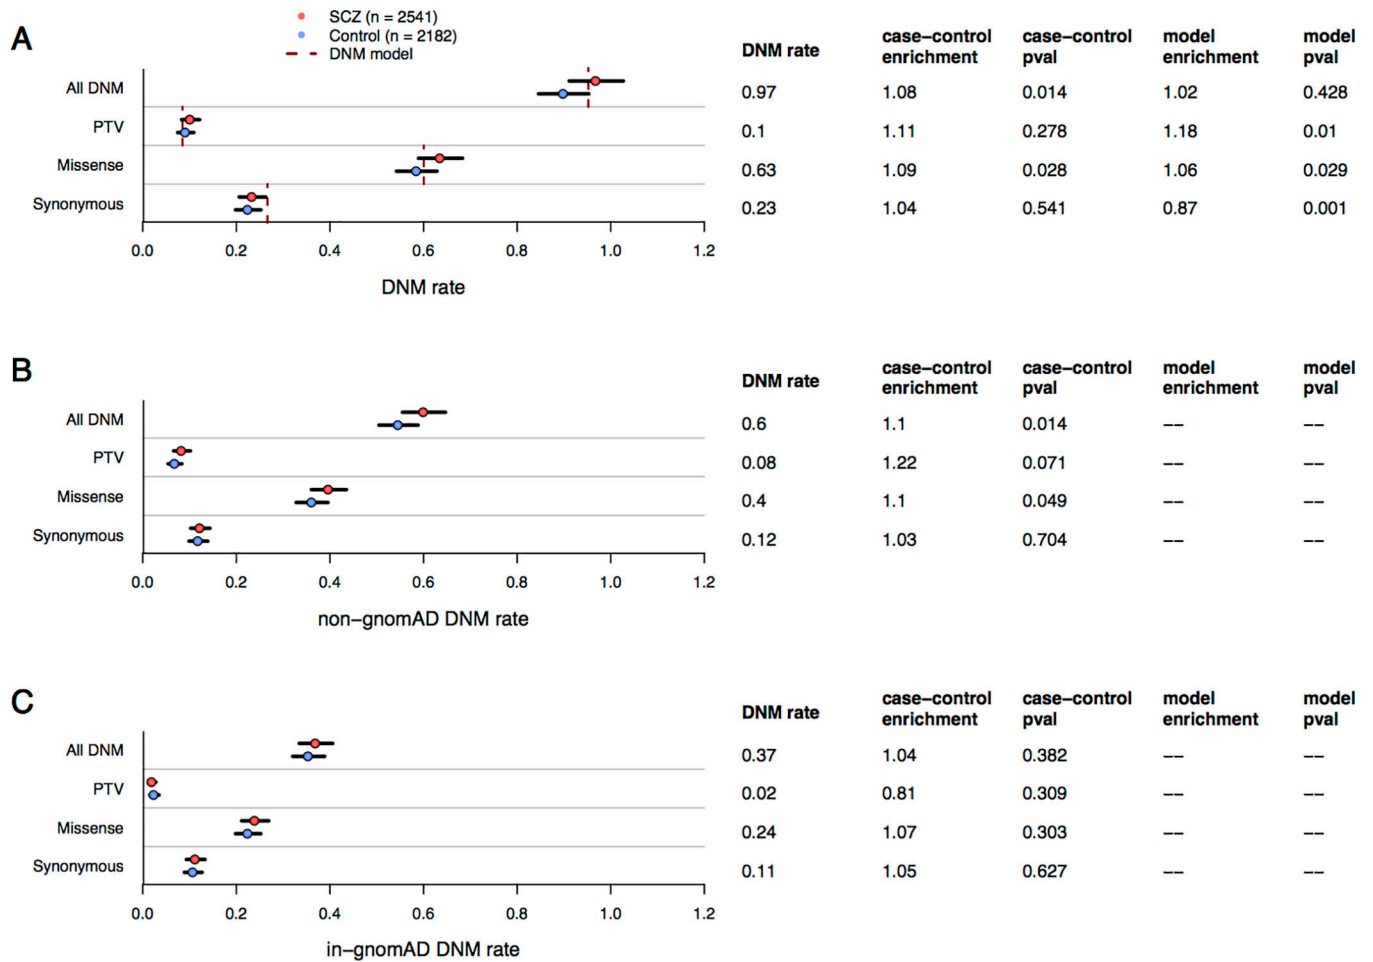 A
SCZ (n = 2541)
Control (n = 2182)
DNM model
DNM rate case−control enrichment case−control pval model enrichment model pval
All DNM 0.97 1.08 0.014 1.02 0.428
PTV 0.1 1.11 0.278 1.18 0.01
Missense 0.63 1.09 0.028 1.06 0.029
Synonymous 0.23 1.04 0.541 0.87 0.001
0.0 0.2 0.4 0.6 0.8 1.0 1.2
DNM rate
B
DNM rate case−control enrichment case−control pval model enrichment model pval
All DNM 0.6 1.1 0.014 −− −−
PTV 0.08 1.22 0.071 −− −−
Missense 0.4 1.1 0.049 −− −−
Synonymous 0.12 1.03 0.704 −− −−
0.0 0.2 0.4 0.6 0.8 1.0 1.2
non−gnomAD DNM rate
C
DNM rate case−control enrichment case−control pval model enrichment model pval
All DNM 0.37 1.04 0.382 −− −−
PTV 0.02 0.81 0.309 −− −−
Missense 0.24 1.07 0.303 −− −−
Synonymous 0.11 1.05 0.627 −− −−
0.0 0.2 0.4 0.6 0.8 1.0 1.2
in−gnomAD DNM rate